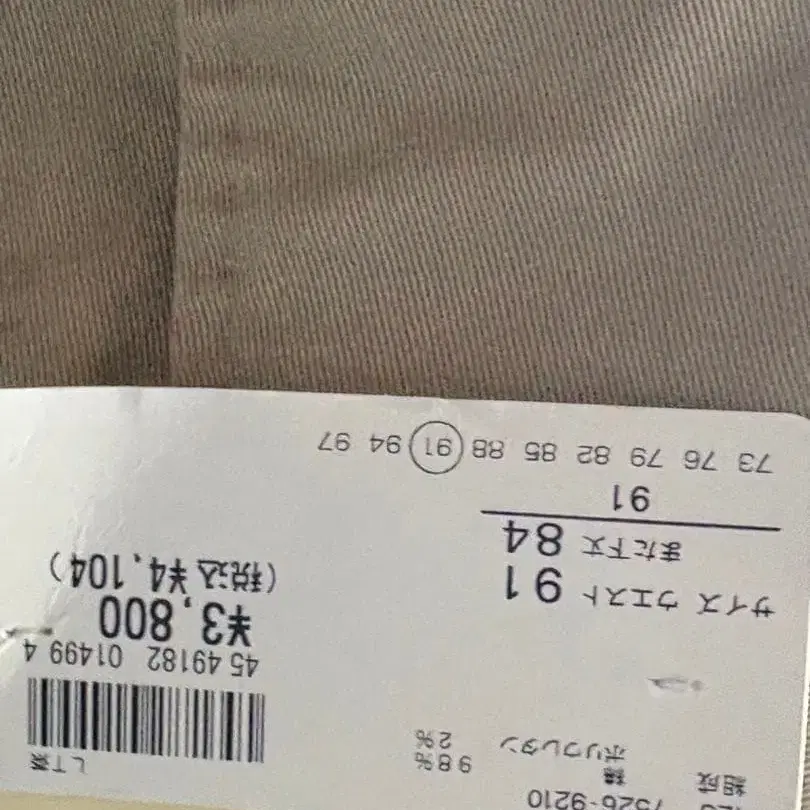 7526-9210
組成
綿 98%
ポリウレタン 2%
LT茶
45 49182 01499 4
¥3,800
(税込¥4,104)
サイズ ウエスト 91
また下丈 84
91
73 76 79 82 85 88 91 94 97